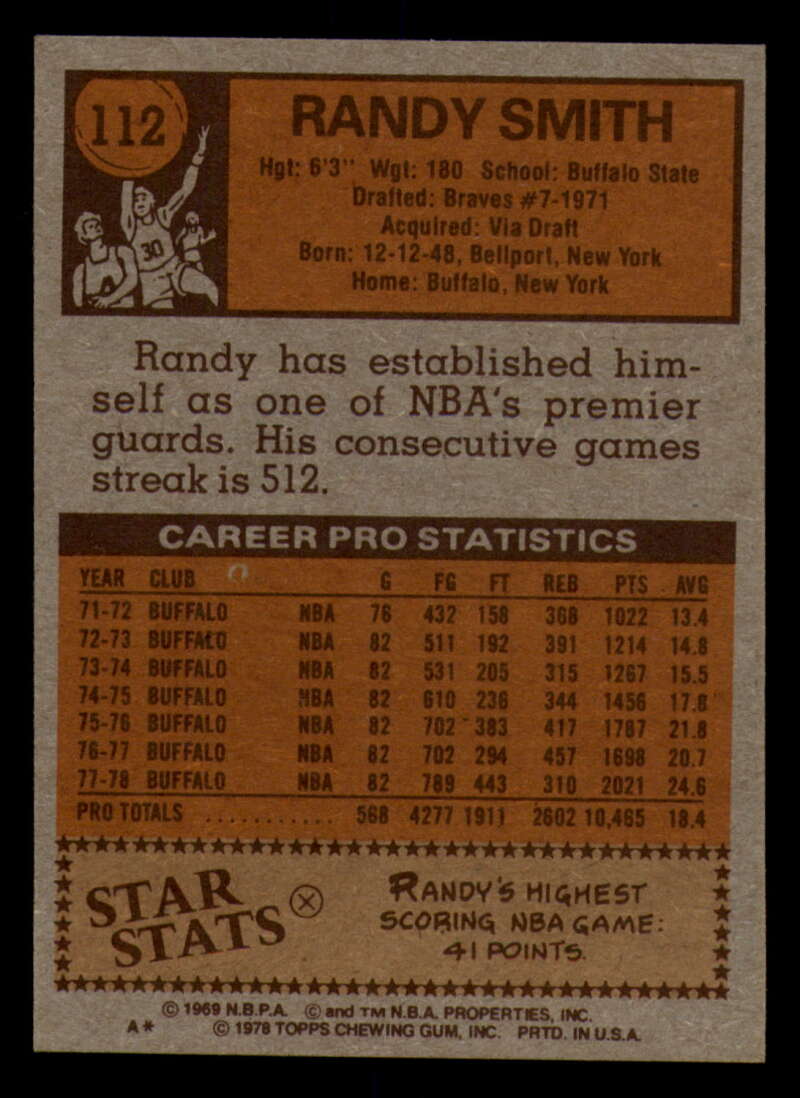 112
RANDY SMITH
Hgt: 6'3" Wgt: 180 School: Buffalo State
Drafted: Braves #7-1971
Acquired: Via Draft
Born: 12-12-48, Bellport, New York
Home: Buffalo, New York
30
Randy has established him-
self as one of NBA's premier
guards. His consecutive games
streak is 512.
CAREER PRO STATISTICS
YEAR CLUB G FG FT REB PTS AVG
71-72 BUFFALO NBA 76 432 158 368 1022 13.4
72-73 BUFFALO NBA 82 511 192 391 1214 14.8
73-74 BUFFALO NBA 82 531 205 315 1267 15.5
74-75 BUFFALO NBA 82 610 236 344 1456 17.8
75-76 BUFFALO NBA 82 702 383 417 1787 21.8
76-77 BUFFALO NBA 82 702 294 457 1698 20.7
77-78 BUFFALO NBA 82 789 443 310 2021 24.6
PRO TOTALS ........... 568 4277 1911 2602 10,465 18.4
STAR
STATS
RANDY'S HIGHEST
SCORING NBA GAME:
41 POINTS.
© 1969 N.B.P.A. © and TM N.B.A. PROPERTIES, INC.
A* © 1978 TOPPS CHEWING GUM, INC. PRTD. IN U.S.A.